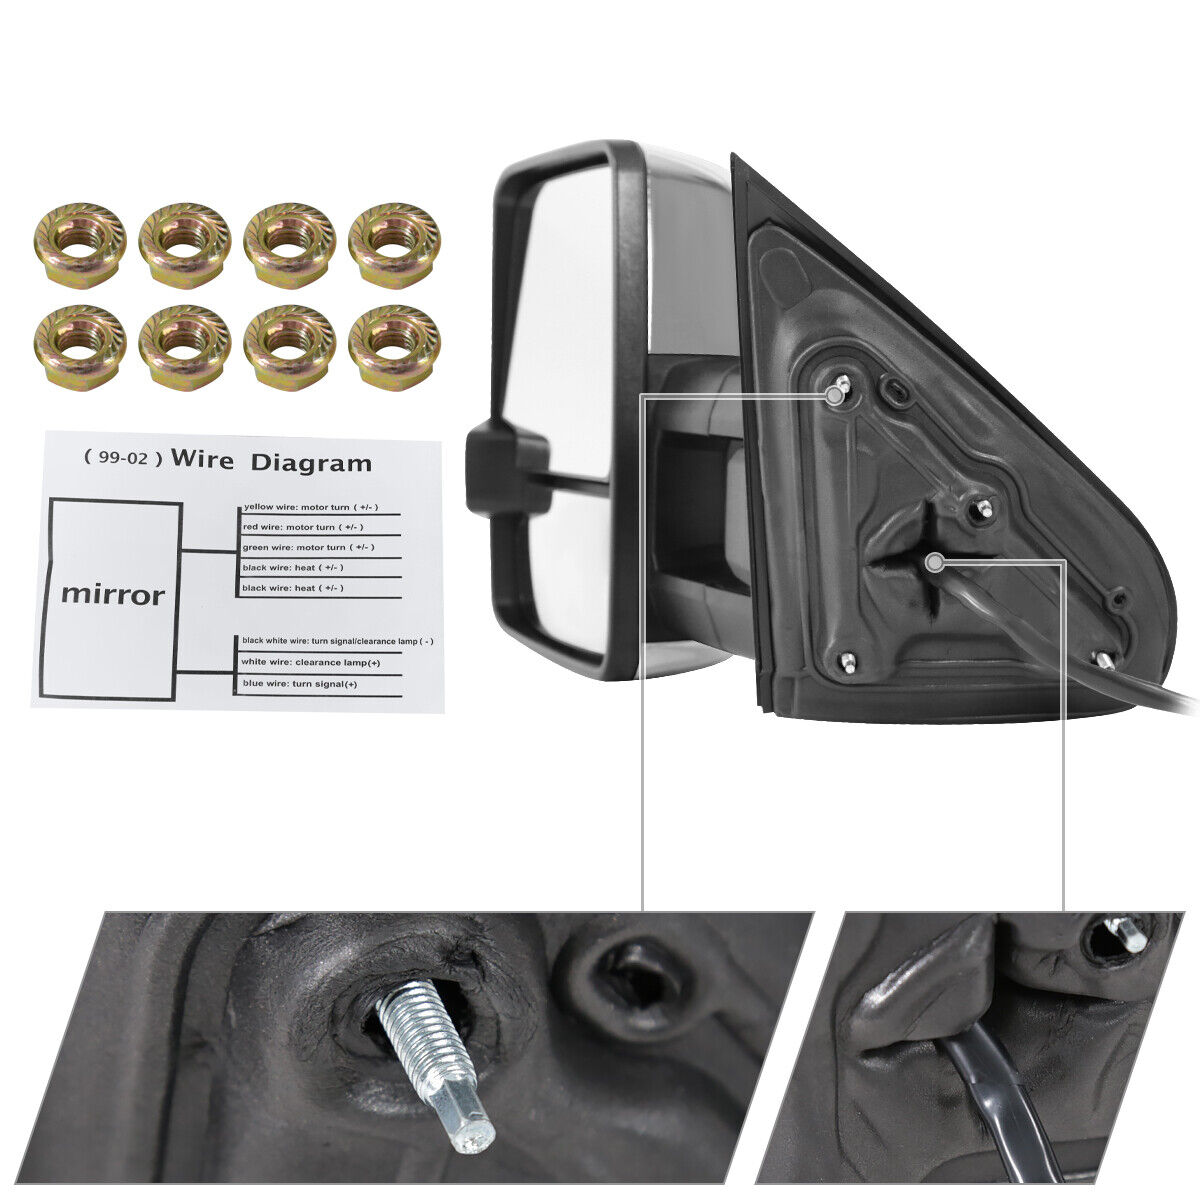 ( 99-02 ) Wire Diagram
yellow wire: motor turn ( +/- )
red wire: motor turn ( +/- )
green wire: motor turn ( +/- )
black wire: heat ( +/- )
black wire: heat ( +/- )
mirror
black white wire: turn signal/clearance lamp ( - )
white wire: clearance lamp(+)
blue wire: turn signal(+)